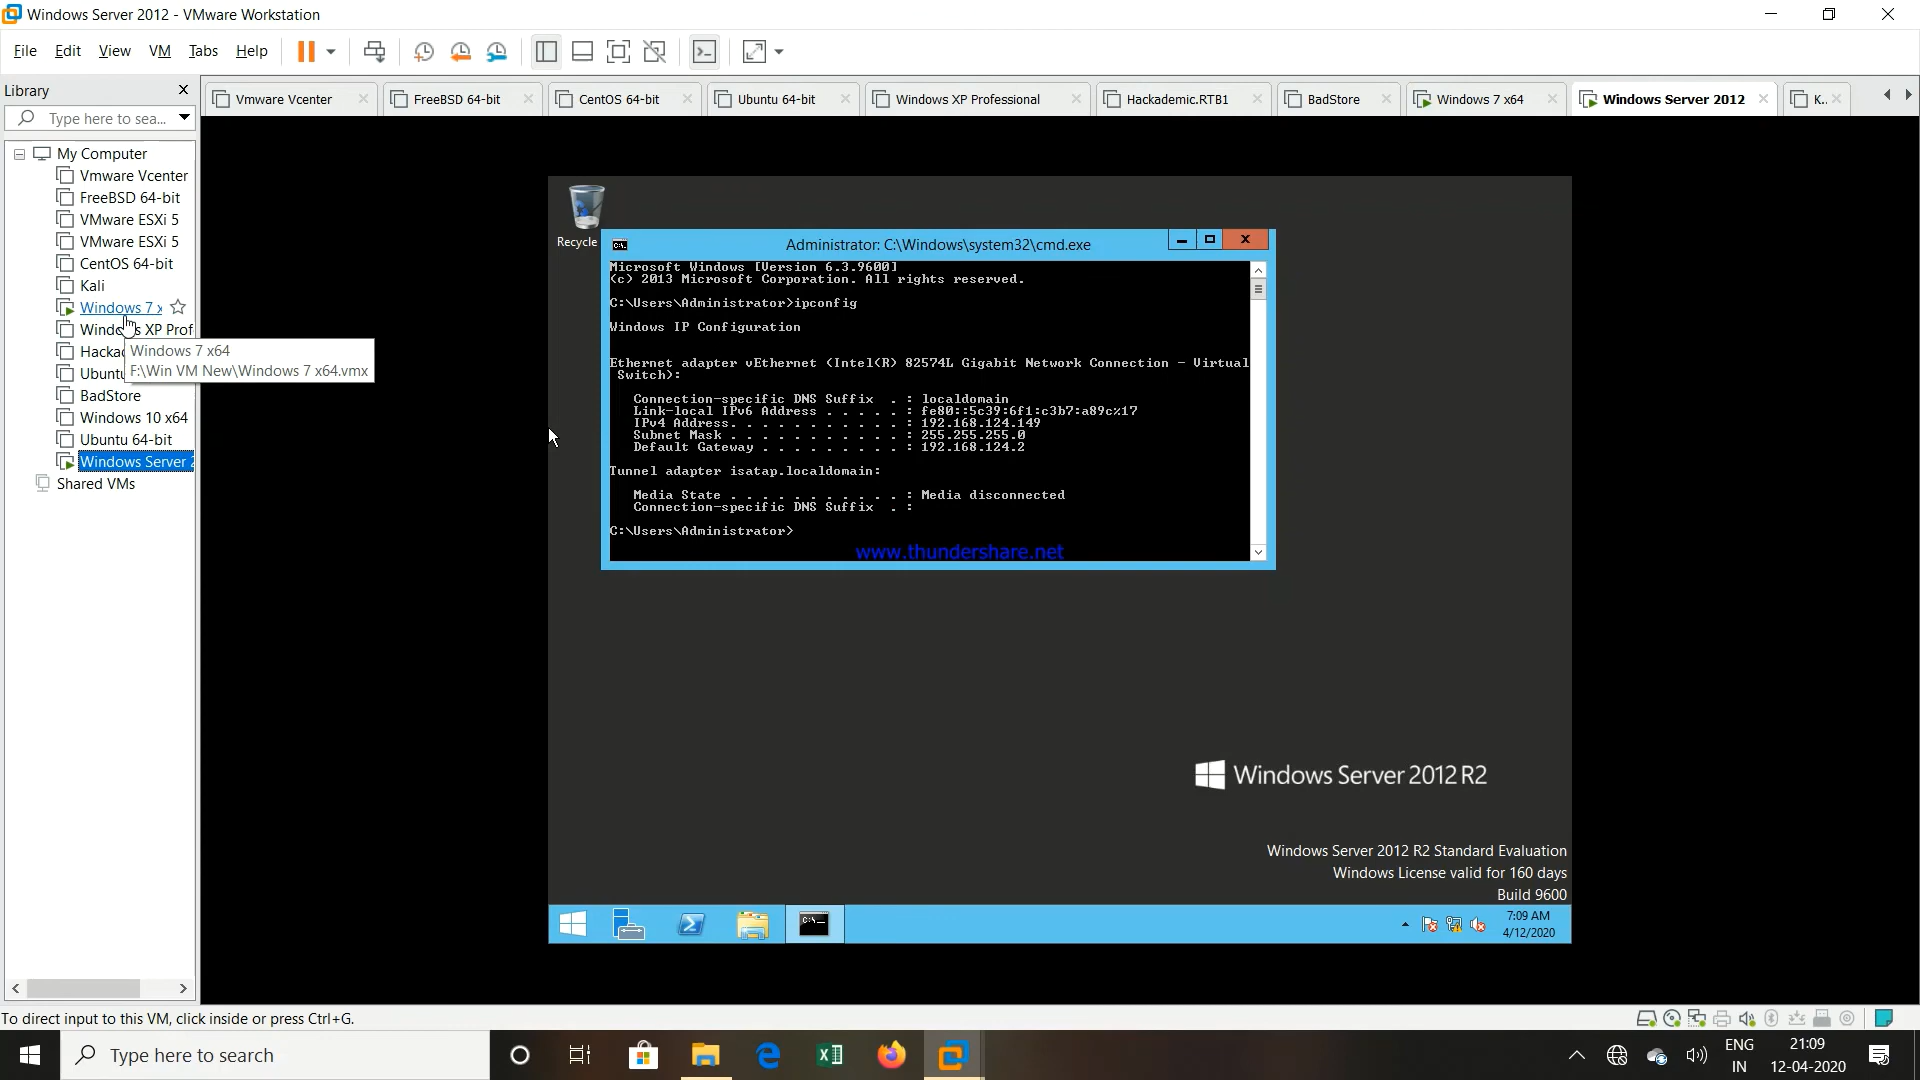 Windows Server 2012 - VMware Workstation
File Edit View VM Tabs Help
Library
Type here to sea...
My Computer
Vmware Vcenter
FreeBSD 64-bit
VMware ESXi 5
VMware ESXi 5
CentOS 64-bit
Kali
Windows 7 x
XP Prof
Hacka
Ubuntu
BadStore
Windows 10 x64
Ubuntu 64-bit
Windows Server 2
Shared VMs
Windows 7 x64
F:\Win VM New\Windows 7 x64.vmx
Vmware Vcenter FreeBSD 64-bit CentOS 64-bit Ubuntu 64-bit Windows XP Professional Hackademic.RTB1 BadStore Windows 7 x64 Windows Server 2012 K..
Recycle
Administrator: C:\Windows\system32\cmd.exe
Microsoft Windows [Version 6.3.9600]
(c) 2013 Microsoft Corporation. All rights reserved.
C:\Users\Administrator>ipconfig
Windows IP Configuration
Ethernet adapter vEthernet (Intel(R) 82574L Gigabit Network Connection - Virtual
Switch):
Connection-specific DNS Suffix . : localdomain
Link-local IPv6 Address . . . . . : fe80::5c39:6f1:c3b7:a89c%17
IPv4 Address. . . . . . . . . . . : 192.168.124.149
Subnet Mask . . . . . . . . . . . : 255.255.255.0
Default Gateway . . . . . . . . . : 192.168.124.2
Tunnel adapter isatap.localdomain:
Media State . . . . . . . . . . . : Media disconnected
Connection-specific DNS Suffix . :
C:\Users\Administrator>
www.thundershare.net
Windows Server 2012 R2
Windows Server 2012 R2 Standard Evaluation
Windows License valid for 160 days
Build 9600
7:09 AM
4/12/2020
To direct input to this VM, click inside or press Ctrl+G.
Type here to search
ENG
IN
21:09
12-04-2020